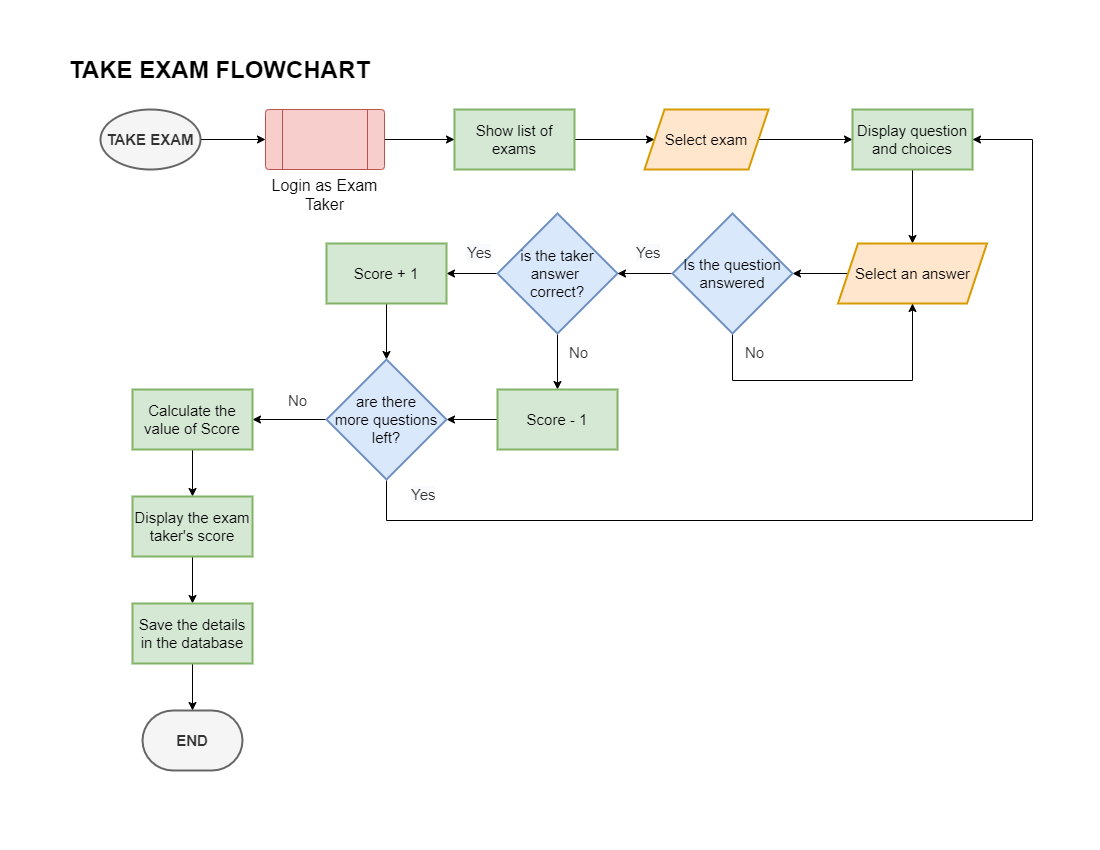 TAKE EXAM FLOWCHART
TAKE EXAM
Login as Exam
Taker
Show list of
exams
Select exam
Display question
and choices
Select an answer
Is the question
answered
Yes
No
is the taker
answer
correct?
Yes
No
Score + 1
Score - 1
are there
more questions
left?
No
Yes
Calculate the
value of Score
Display the exam
taker's score
Save the details
in the database
END